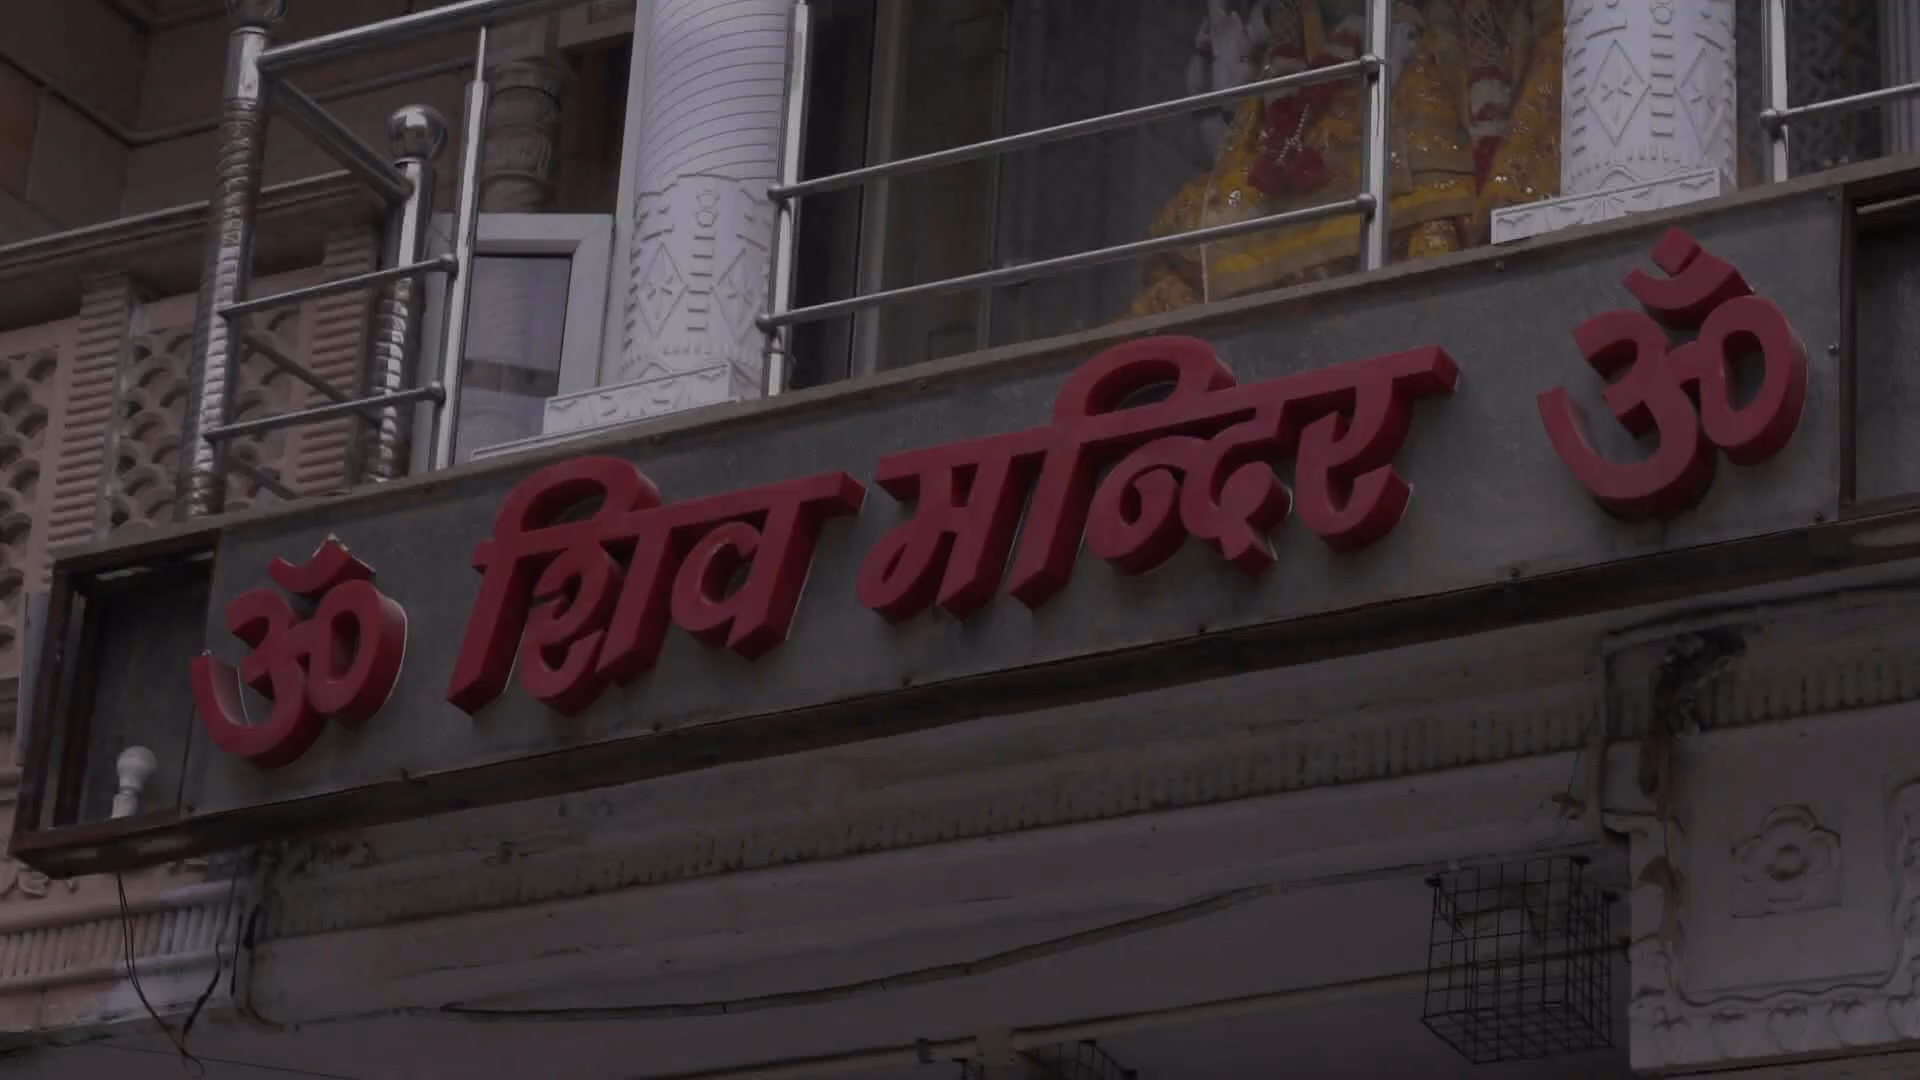 ॐ शिव मन्दिर ॐ